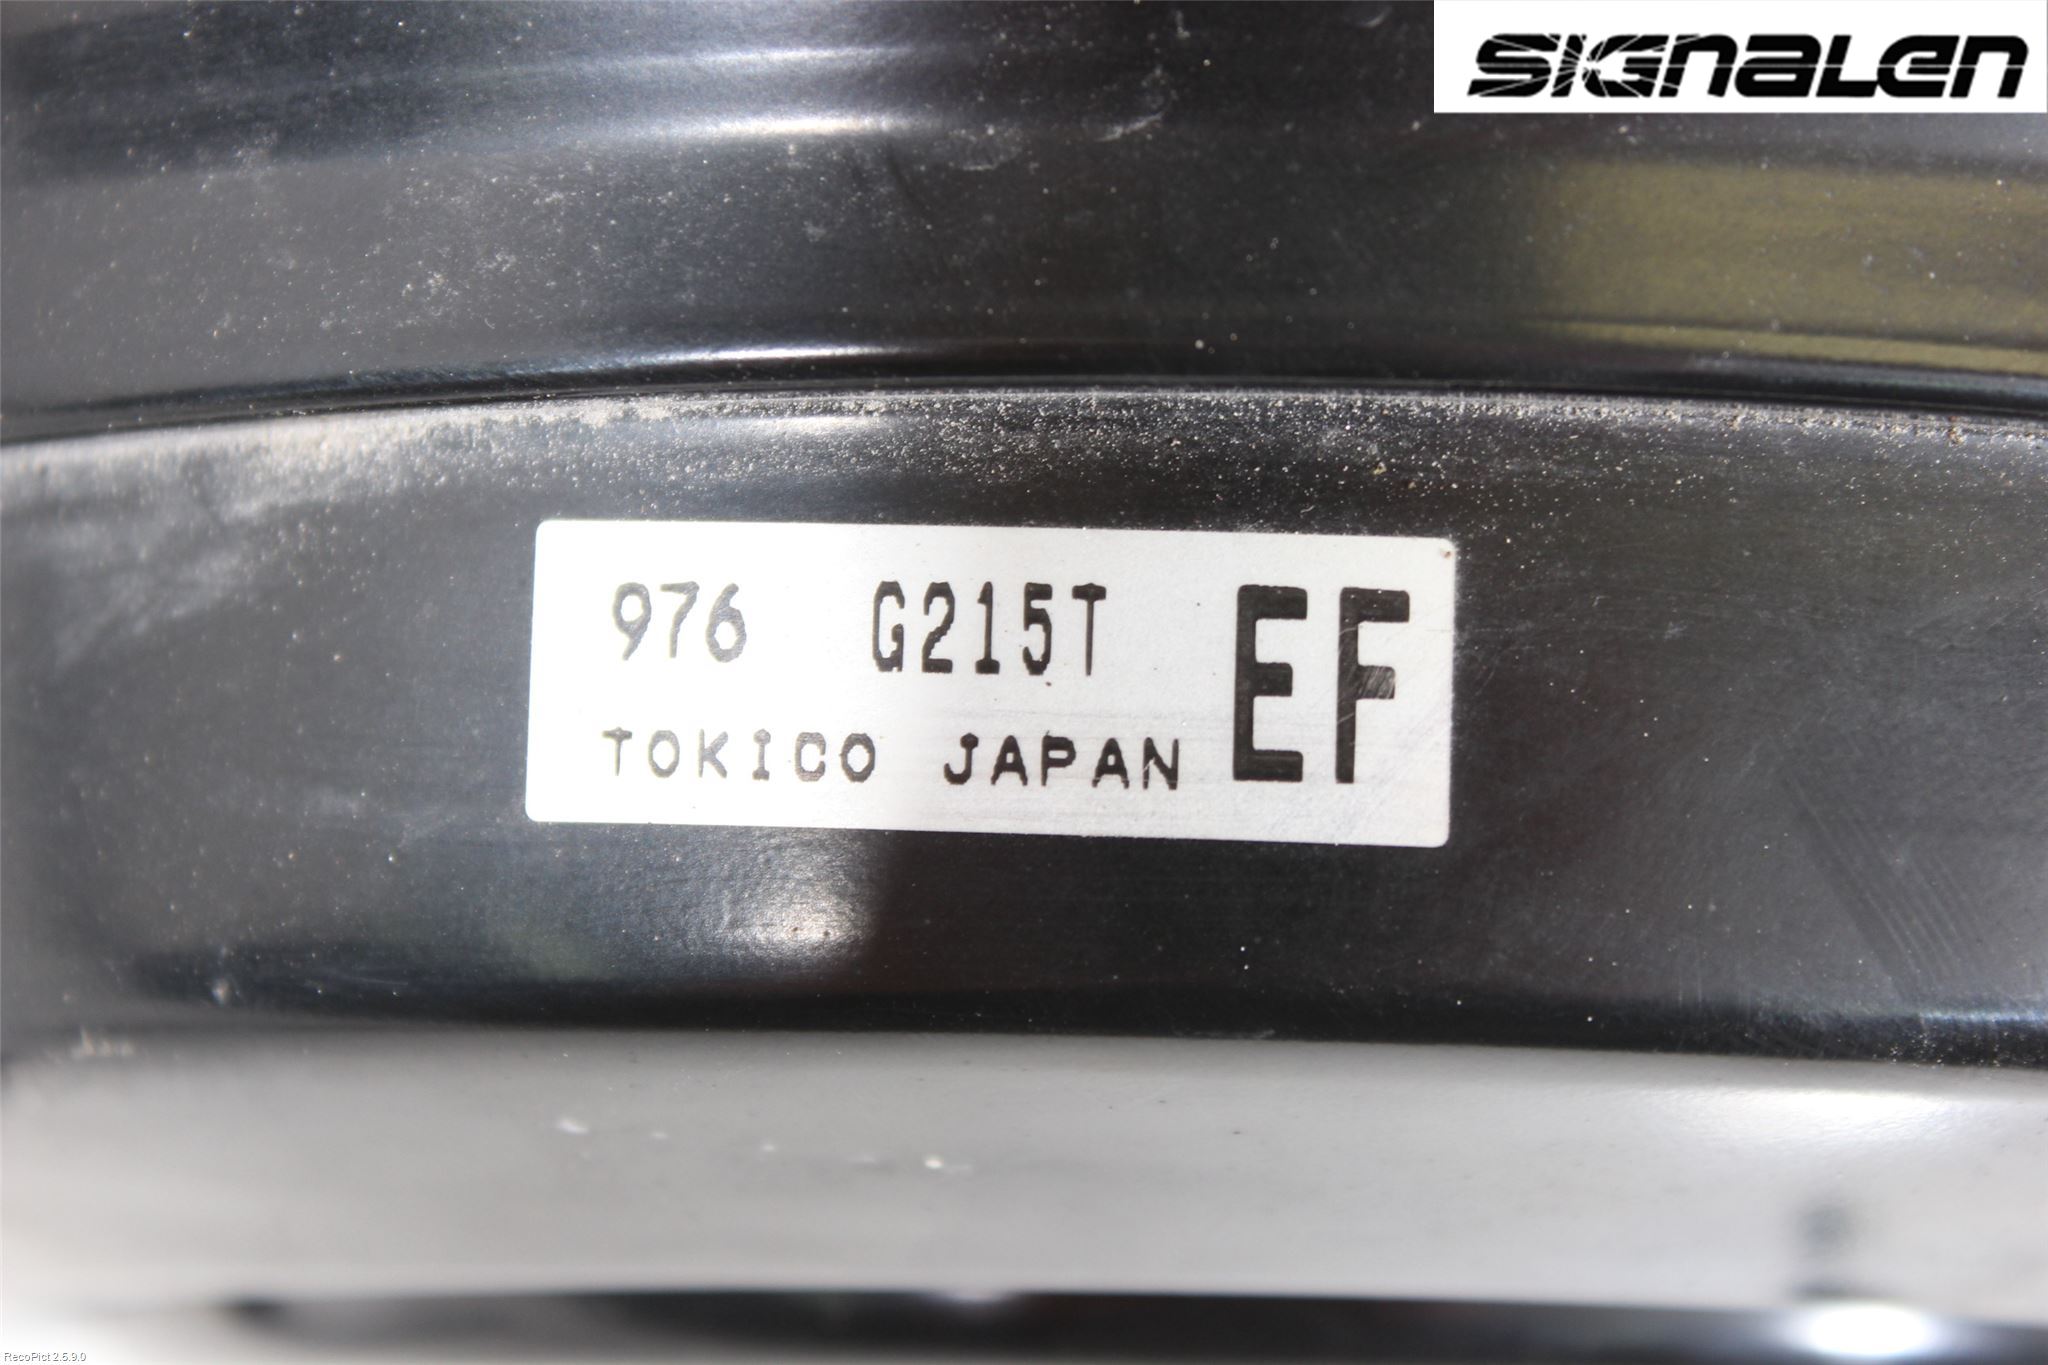 SIGNALEN
976 G215T EF
TOKICO JAPAN
RecoPict 2.5.9.0